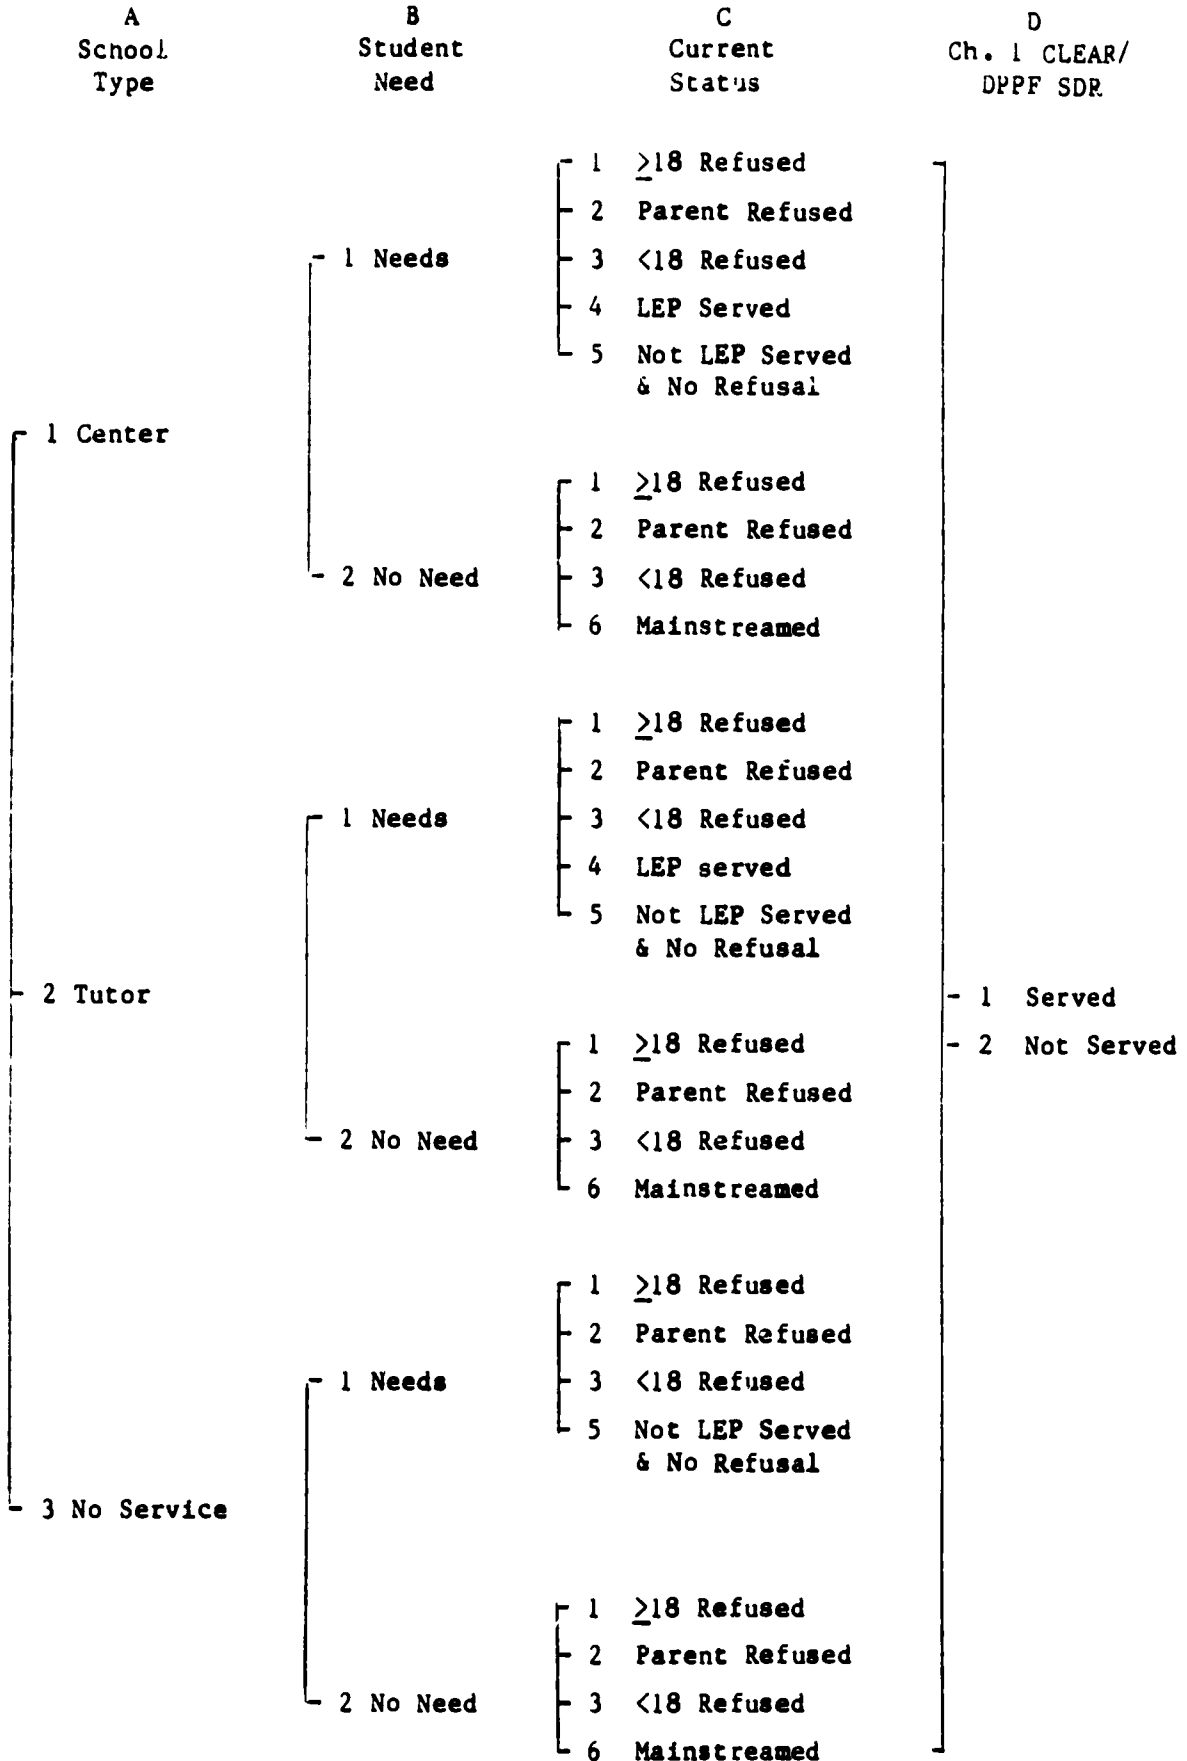 A B C D
School Student Current Ch. 1 CLEAR/
Type Need Status DPPF SDR
1 ≥18 Refused
2 Parent Refused
1 Needs 3 <18 Refused
4 LEP Served
5 Not LEP Served
& No Refusal
1 Center
1 ≥18 Refused
2 Parent Refused
2 No Need 3 <18 Refused
6 Mainstreamed
1 ≥18 Refused
2 Parent Refused
1 Needs 3 <18 Refused
4 LEP served
5 Not LEP Served
& No Refusal
2 Tutor 1 Served
1 ≥18 Refused 2 Not Served
2 Parent Refused
2 No Need 3 <18 Refused
6 Mainstreamed
1 ≥18 Refused
2 Parent Refused
1 Needs 3 <18 Refused
5 Not LEP Served
& No Refusal
3 No Service
1 ≥18 Refused
2 Parent Refused
2 No Need 3 <18 Refused
6 Mainstreamed